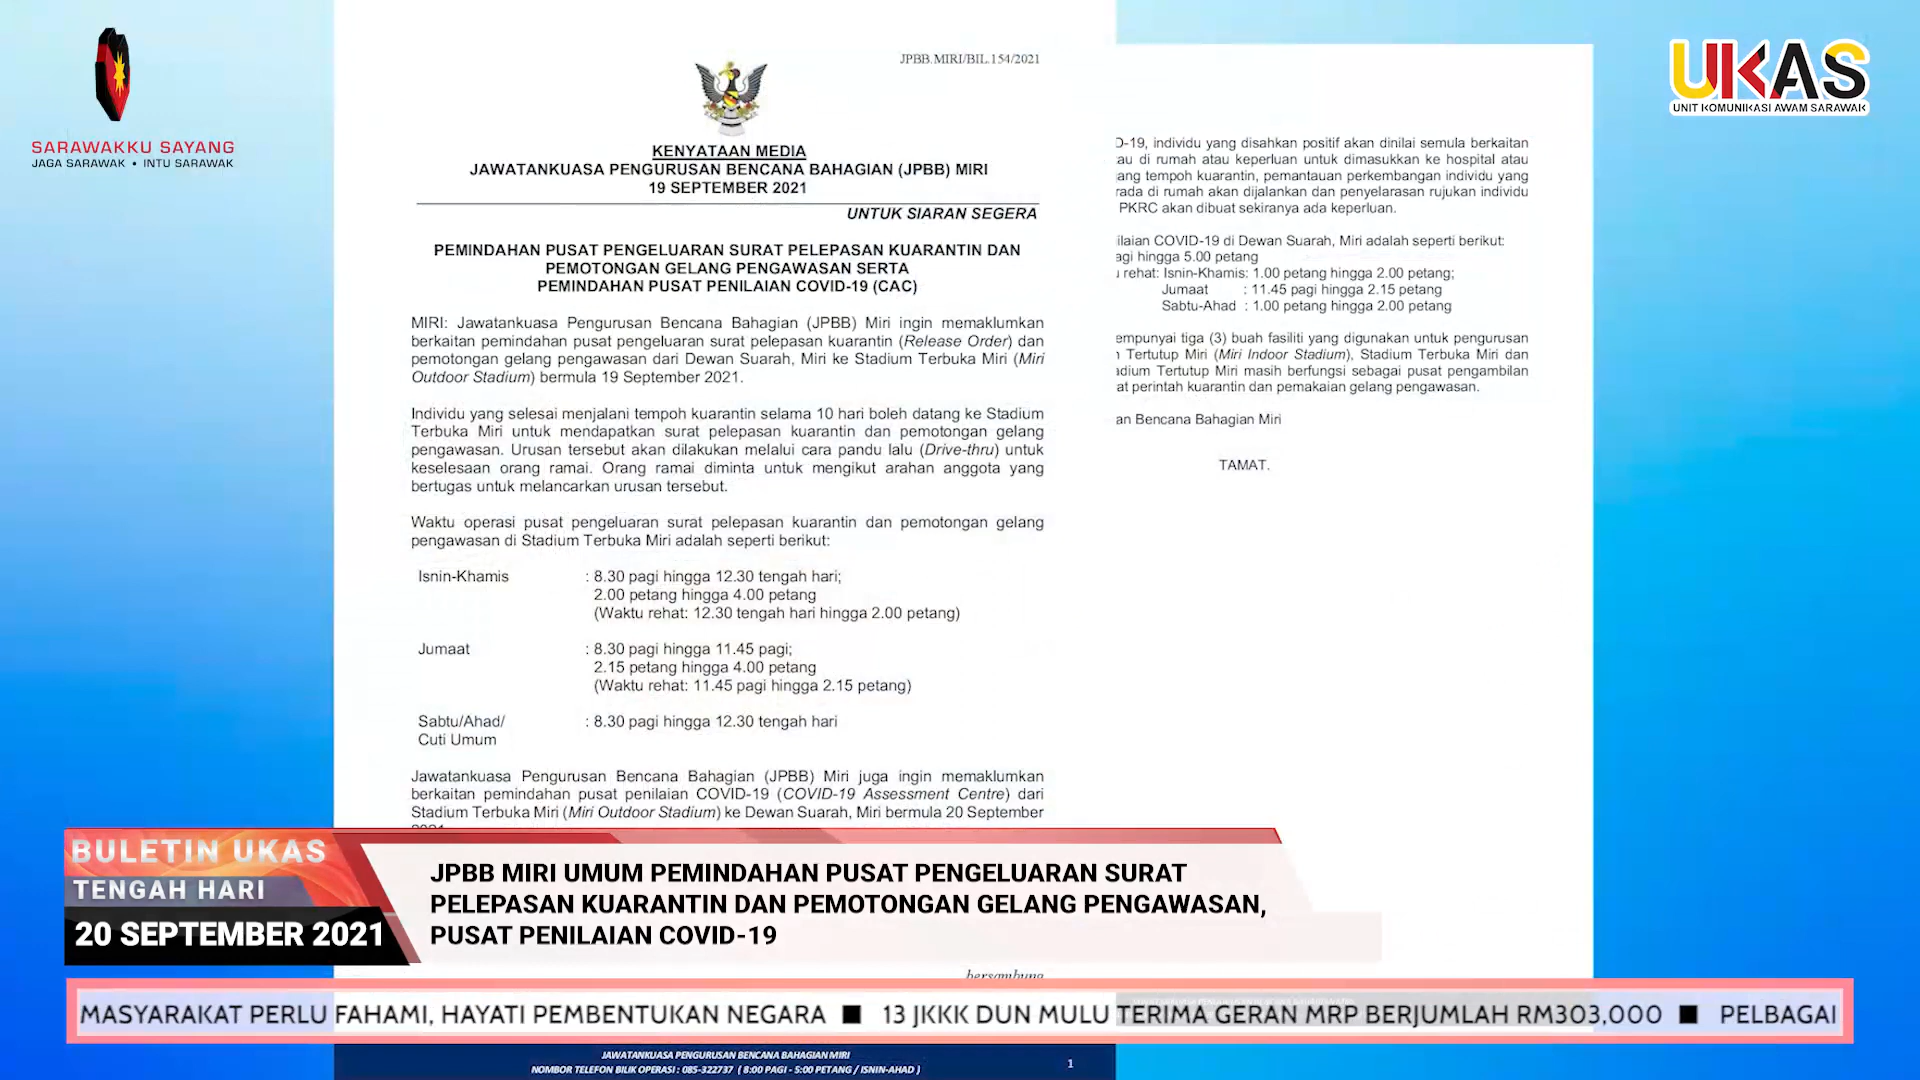 SARAWAKKU SAYANG
JAGA SARAWAK • INTU SARAWAK
UKAS
UNIT KOMUNIKASI AWAM SARAWAK
JPBB.MIRI/BIL.154/2021
KENYATAAN MEDIA
JAWATANKUASA PENGURUSAN BENCANA BAHAGIAN (JPBB) MIRI
19 SEPTEMBER 2021
UNTUK SIARAN SEGERA
PEMINDAHAN PUSAT PENGELUARAN SURAT PELEPASAN KUARANTIN DAN
PEMOTONGAN GELANG PENGAWASAN SERTA
PEMINDAHAN PUSAT PENILAIAN COVID-19 (CAC)
MIRI: Jawatankuasa Pengurusan Bencana Bahagian (JPBB) Miri ingin memaklumkan
berkaitan pemindahan pusat pengeluaran surat pelepasan kuarantin (Release Order) dan
pemotongan gelang pengawasan dari Dewan Suarah, Miri ke Stadium Terbuka Miri (Miri
Outdoor Stadium) bermula 19 September 2021.
Individu yang selesai menjalani tempoh kuarantin selama 10 hari boleh datang ke Stadium
Terbuka Miri untuk mendapatkan surat pelepasan kuarantin dan pemotongan gelang
pengawasan. Urusan tersebut akan dilakukan melalui cara pandu lalu (Drive-thru) untuk
keselesaan orang ramai. Orang ramai diminta untuk mengikut arahan anggota yang
bertugas untuk melancarkan urusan tersebut.
Waktu operasi pusat pengeluaran surat pelepasan kuarantin dan pemotongan gelang
pengawasan di Stadium Terbuka Miri adalah seperti berikut:
Isnin-Khamis : 8.30 pagi hingga 12.30 tengah hari;
2.00 petang hingga 4.00 petang
(Waktu rehat: 12.30 tengah hari hingga 2.00 petang)
Jumaat : 8.30 pagi hingga 11.45 pagi;
2.15 petang hingga 4.00 petang
(Waktu rehat: 11.45 pagi hingga 2.15 petang)
Sabtu/Ahad/ : 8.30 pagi hingga 12.30 tengah hari
Cuti Umum
Jawatankuasa Pengurusan Bencana Bahagian (JPBB) Miri juga ingin memaklumkan
berkaitan pemindahan pusat penilaian COVID-19 (COVID-19 Assessment Centre) dari
Stadium Terbuka Miri (Miri Outdoor Stadium) ke Dewan Suarah, Miri bermula 20 September
bersambung
D-19, individu yang disahkan positif akan dinilai semula berkaitan
au di rumah atau keperluan untuk dimasukkan ke hospital atau
ang tempoh kuarantin, pemantauan perkembangan individu yang
rada di rumah akan dijalankan dan penyelarasan rujukan individu
PKRC akan dibuat sekiranya ada keperluan.
ilaian COVID-19 di Dewan Suarah, Miri adalah seperti berikut:
agi hingga 5.00 petang
rehat: Isnin-Khamis: 1.00 petang hingga 2.00 petang;
Jumaat : 11.45 pagi hingga 2.15 petang
Sabtu-Ahad : 1.00 petang hingga 2.00 petang
empunyai tiga (3) buah fasiliti yang digunakan untuk pengurusan
Tertutup Miri (Miri Indoor Stadium), Stadium Terbuka Miri dan
adium Tertutup Miri masih berfungsi sebagai pusat pengambilan
at perintah kuarantin dan pemakaian gelang pengawasan.
an Bencana Bahagian Miri
TAMAT.
BULETIN UKAS
TENGAH HARI
20 SEPTEMBER 2021
JPBB MIRI UMUM PEMINDAHAN PUSAT PENGELUARAN SURAT
PELEPASAN KUARANTIN DAN PEMOTONGAN GELANG PENGAWASAN,
PUSAT PENILAIAN COVID-19
MASYARAKAT PERLU FAHAMI, HAYATI PEMBENTUKAN NEGARA ■ 13 JKKK DUN MULU TERIMA GERAN MRP BERJUMLAH RM303,000 ■ PELBAGAI
JAWATANKUASA PENGURUSAN BENCANA BAHAGIAN MIRI
NOMBOR TELEFON BILIK OPERASI : 085-322737 ( 8:00 PAGI - 5:00 PETANG / ISNIN-AHAD )
1